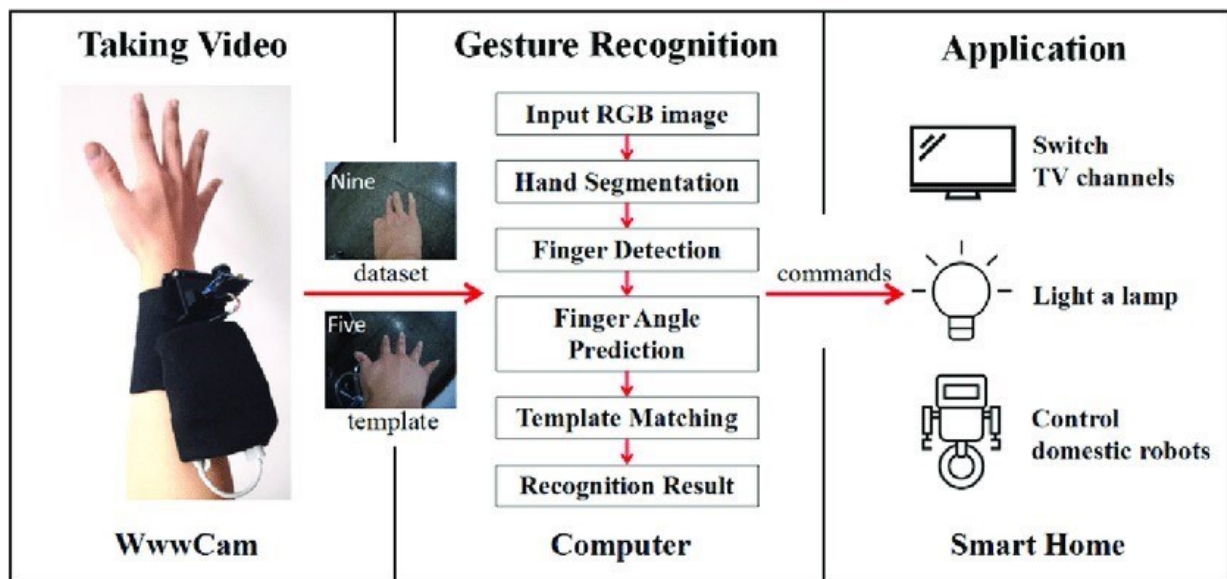 Taking Video
Nine
dataset
Five
template
WwwCam
Gesture Recognition
Input RGB image
Hand Segmentation
Finger Detection
Finger Angle
Prediction
Template Matching
Recognition Result
Computer
commands
Application
Switch
TV channels
Light a lamp
Control
domestic robots
Smart Home